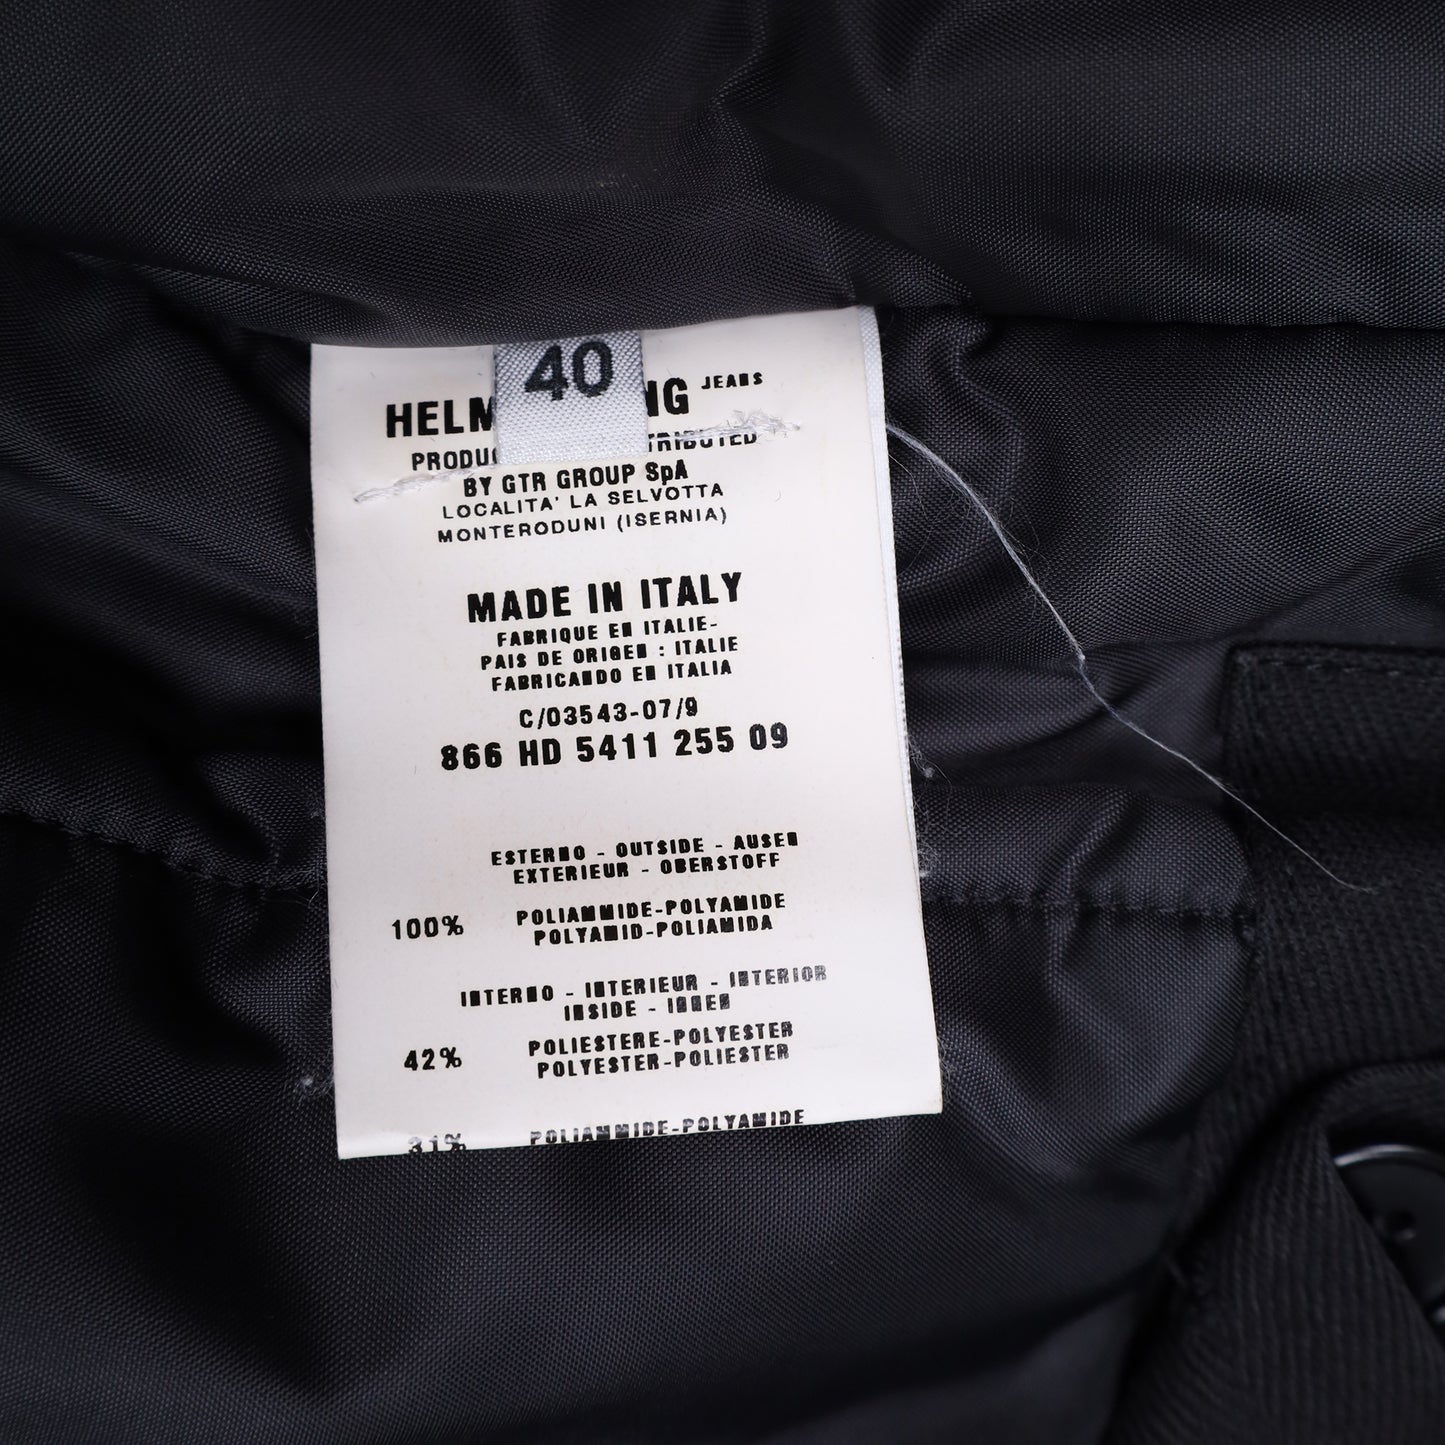 40
HELM NG JEANS
PRODU TRIBUTED
BY GTR GROUP SpA
LOCALITA' LA SELVOTTA
MONTERODUNI (ISERNIA)
MADE IN ITALY
FABRIQUE EN ITALIE-
PAIS DE ORIGEN : ITALIE
FABRICANDO EN ITALIA
C/03543-07/9
866 HD 5411 255 09
ESTERNO - OUTSIDE - AUSEN
EXTERIEUR - OBERSTOFF
100% POLIAMMIDE-POLYAMIDE
POLYAMID-POLIAMIDA
INTERNO - INTERIEUR - INTERIOR
INSIDE - INNEN
42% POLIESTERE-POLYESTER
POLYESTER-POLIESTER
31% POLIAMMIDE-POLYAMIDE